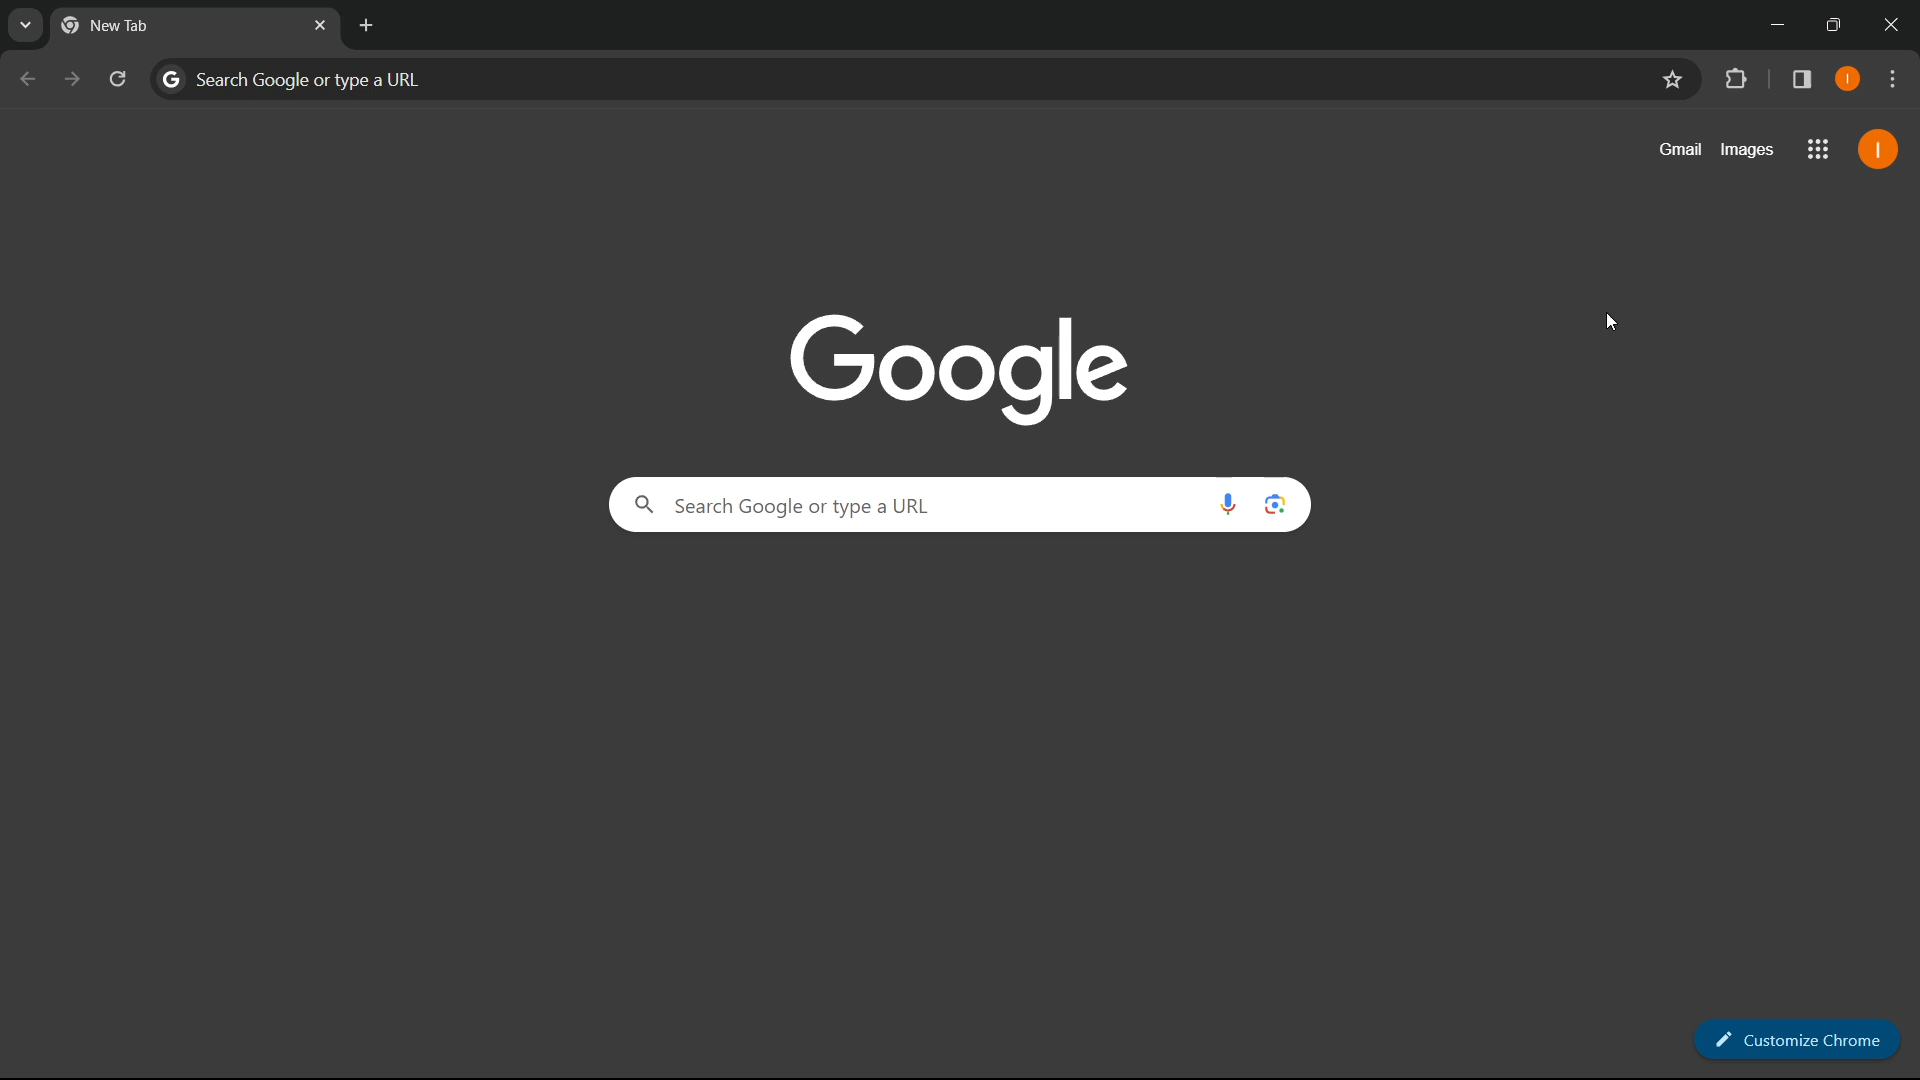 New Tab
Search Google or type a URL
Gmail Images
I
Google
Search Google or type a URL
Customize Chrome